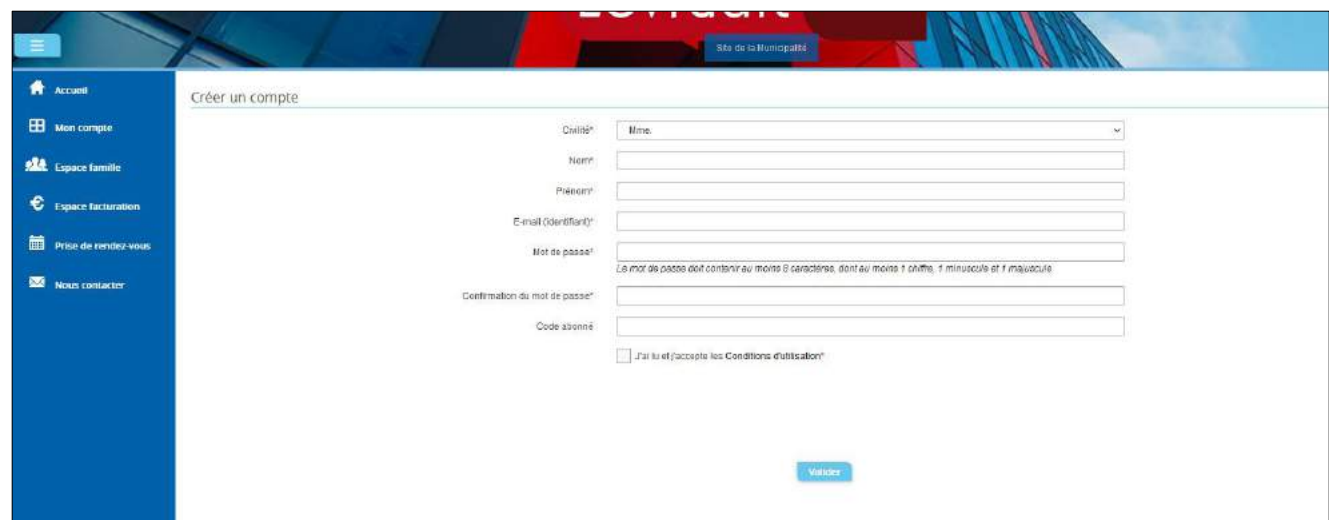 Site de la Municipalité
Accueil
Mon compte
Espace famille
Espace facturation
Prise de rendez-vous
Nous contacter
Créer un compte
Civilité*
Mme.
Nom*
Prénom*
E-mail (identifiant)*
Mot de passe*
Le mot de passe doit contenir au moins 8 caractères, dont au moins 1 chiffre, 1 minuscule et 1 majuscule
Confirmation du mot de passe*
Code abonné
J'ai lu et j'accepte les Conditions d'utilisation*
Valider